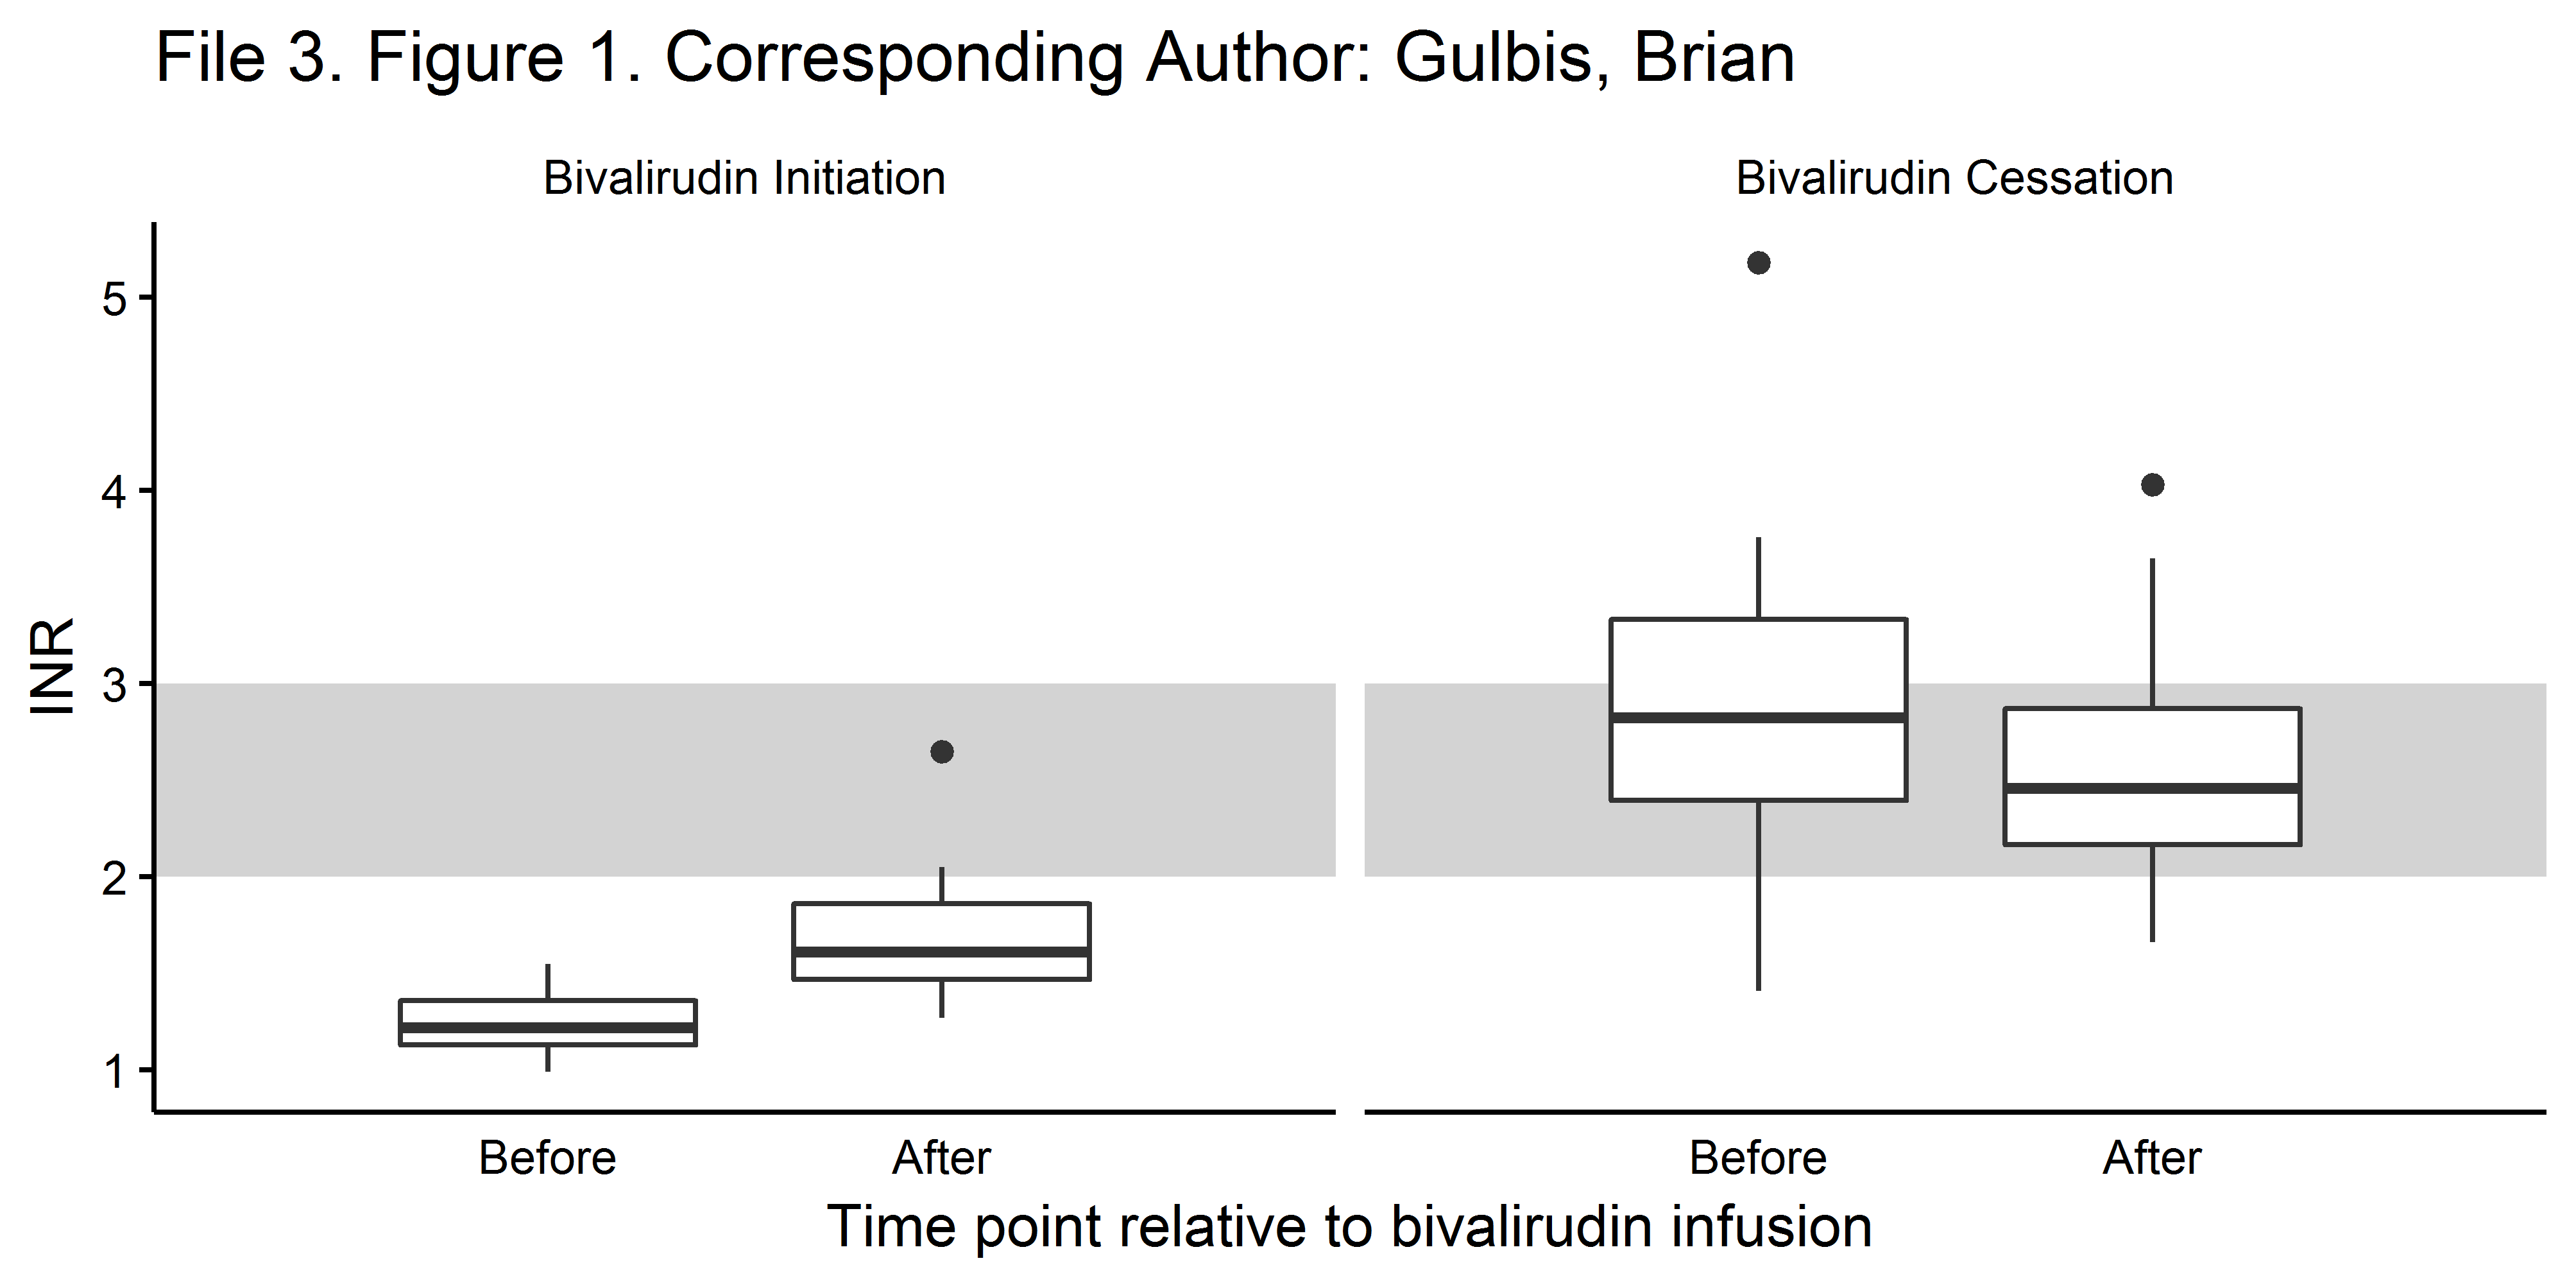 File 3. Figure 1. Corresponding Author: Gulbis, Brian
Bivalirudin Initiation
Bivalirudin Cessation
INR
5
4
3
2
1
Before
After
Before
After
Time point relative to bivalirudin infusion